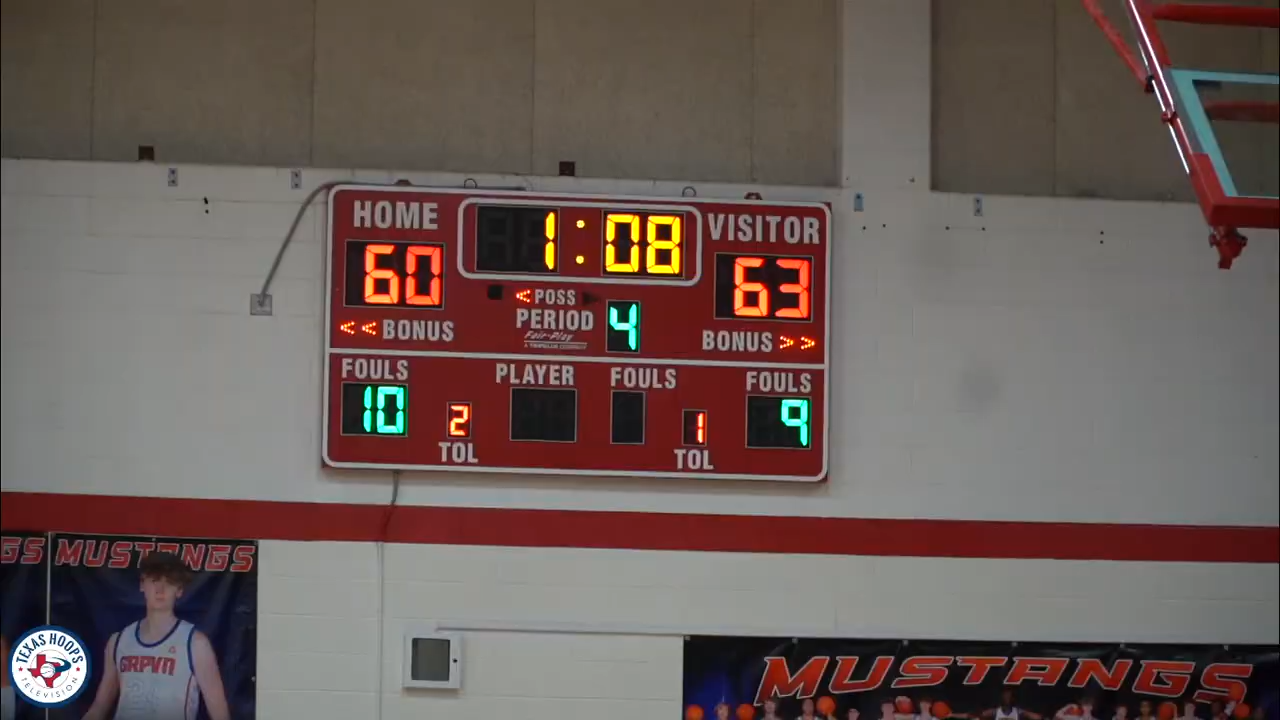 HOME
1:08
VISITOR
60
63
< POSS
PERIOD
4
Fair-Play
<< BONUS
BONUS >>
FOULS
PLAYER
FOULS
FOULS
10
2
1
9
TOL
TOL
GS
MUSTANGS
GRPVN
TEXAS HOOPS
TELEVISION
MUSTANGS